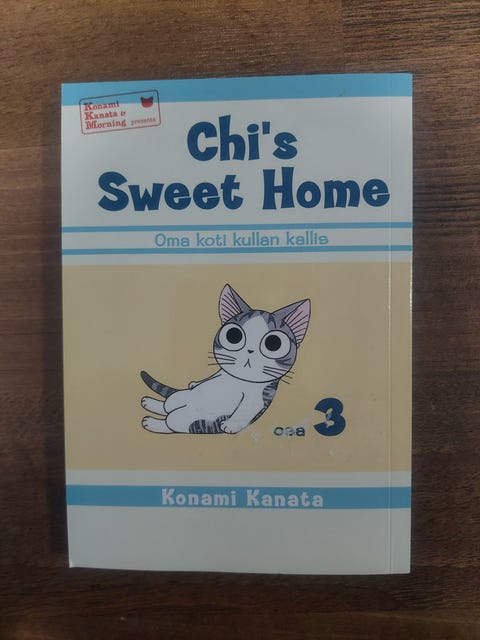 Konami
Kanata &
Morning presents
Chi's
Sweet Home
Oma koti kullan kallis
osa 3
Konami Kanata